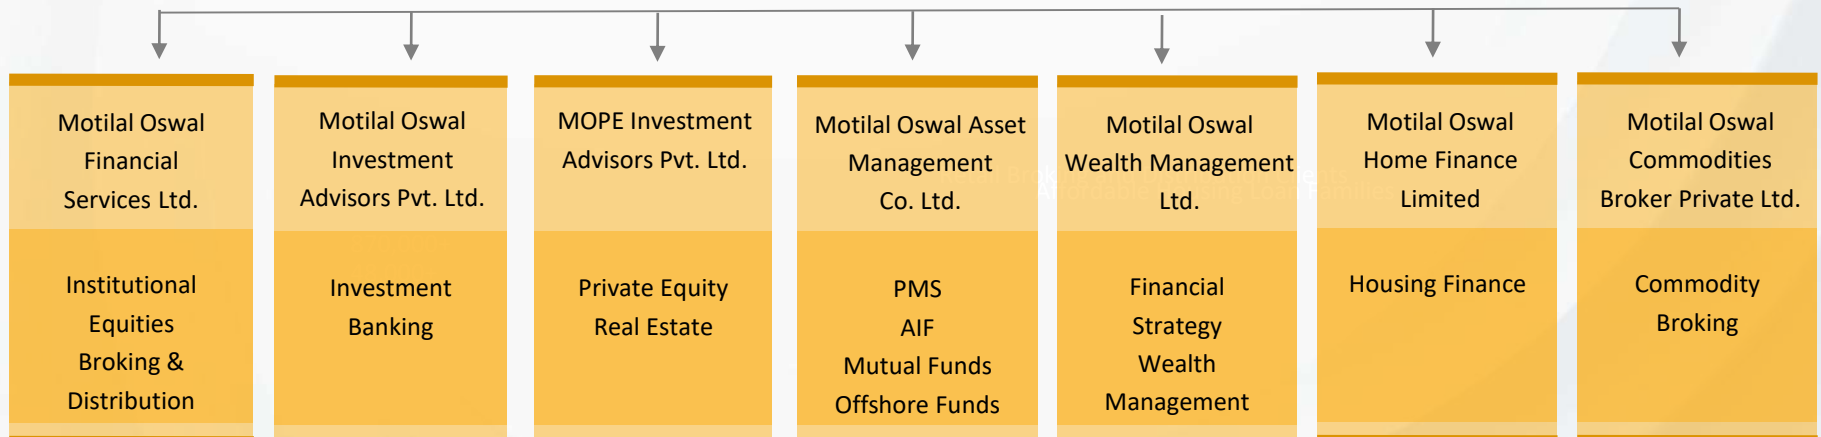 Motilal Oswal
Financial
Services Ltd.
Institutional
Equities
Broking &
Distribution
Motilal Oswal
Investment
Advisors Pvt. Ltd.
Investment
Banking
MOPE Investment
Advisors Pvt. Ltd.
Private Equity
Real Estate
Motilal Oswal Asset
Management
Co. Ltd.
PMS
AIF
Mutual Funds
Offshore Funds
Motilal Oswal
Wealth Management
Ltd.
Financial
Strategy
Wealth
Management
Motilal Oswal
Home Finance
Limited
Housing Finance
Motilal Oswal
Commodities
Broker Private Ltd.
Commodity
Broking